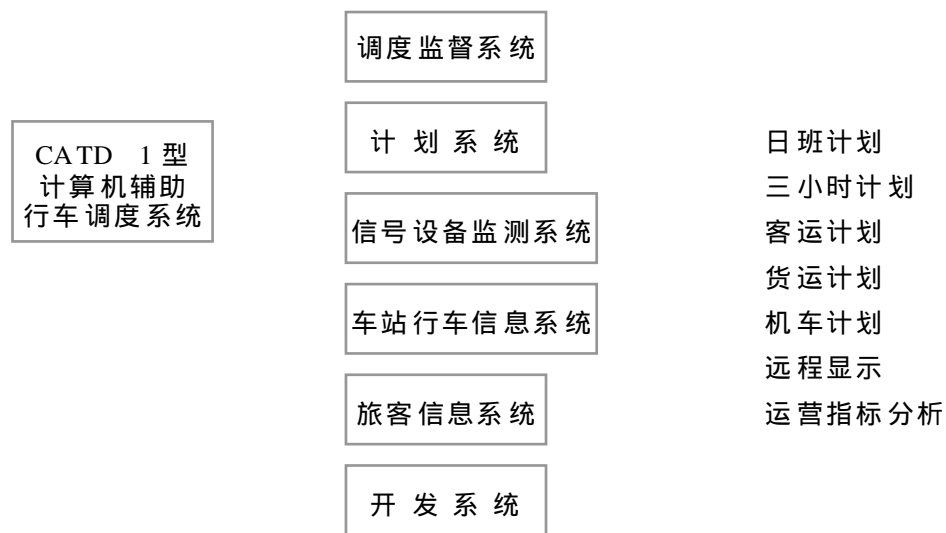 调度监督系统
计划系统
CATD 1型
计算机辅助
行车调度系统
信号设备监测系统
车站行车信息系统
旅客信息系统
开发系统
日班计划
三小时计划
客运计划
货运计划
机车计划
远程显示
运营指标分析